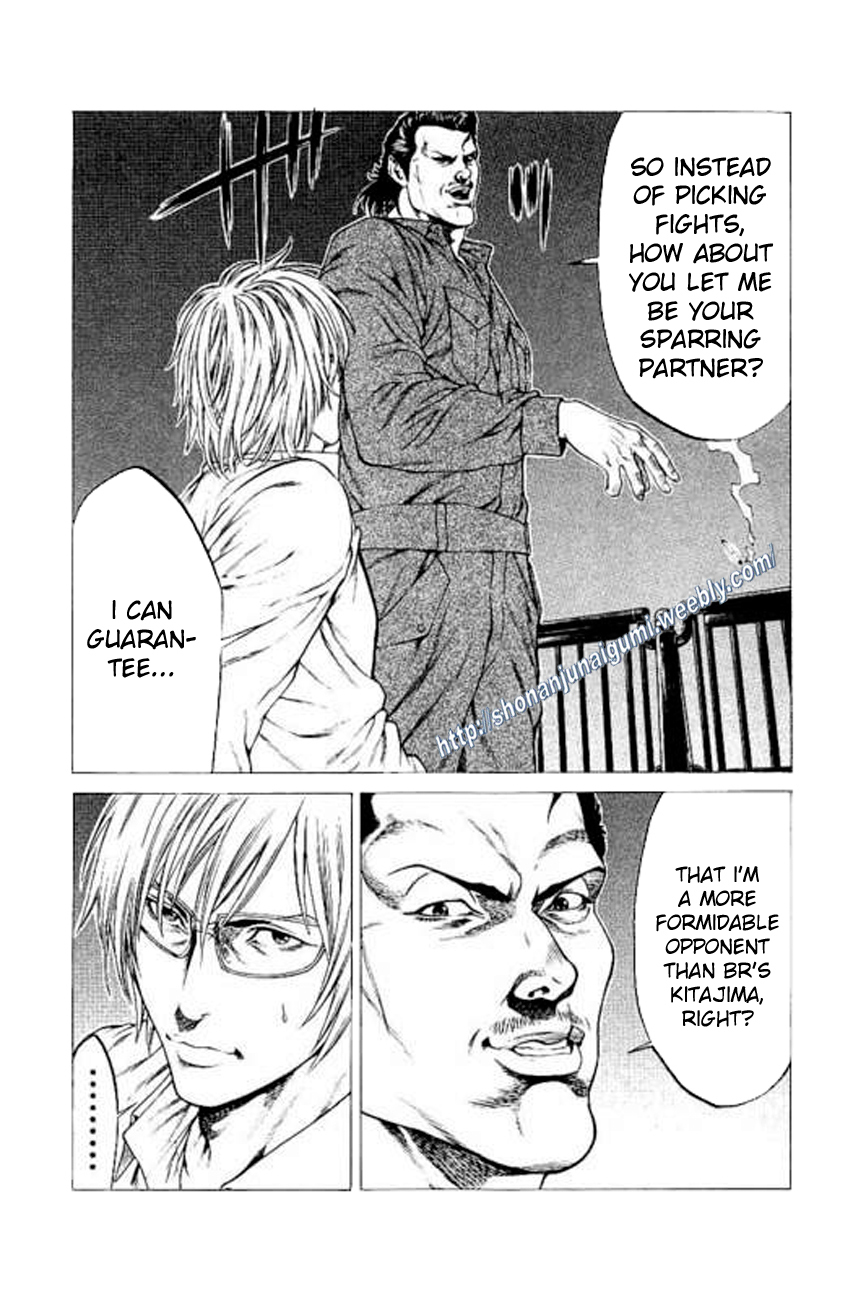 SO INSTEAD
OF PICKING
FIGHTS,
HOW ABOUT
YOU LET ME
BE YOUR
SPARRING
PARTNER?
I CAN
GUARAN-
TEE...
http://shonanjunaigumi.weebly.com/
THAT I'M
A MORE
FORMIDABLE
OPPONENT
THAN BR'S
KITAJIMA,
RIGHT?
.........